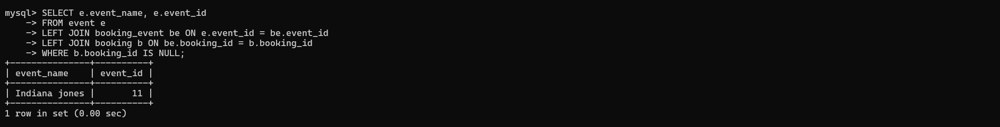 mysql> SELECT e.event_name, e.event_id
    -> FROM event e
    -> LEFT JOIN booking_event be ON e.event_id = be.event_id
    -> LEFT JOIN booking b ON be.booking_id = b.booking_id
    -> WHERE b.booking_id IS NULL;
+---------------+----------+
| event_name    | event_id |
+---------------+----------+
| Indiana jones |       11 |
+---------------+----------+
1 row in set (0.00 sec)